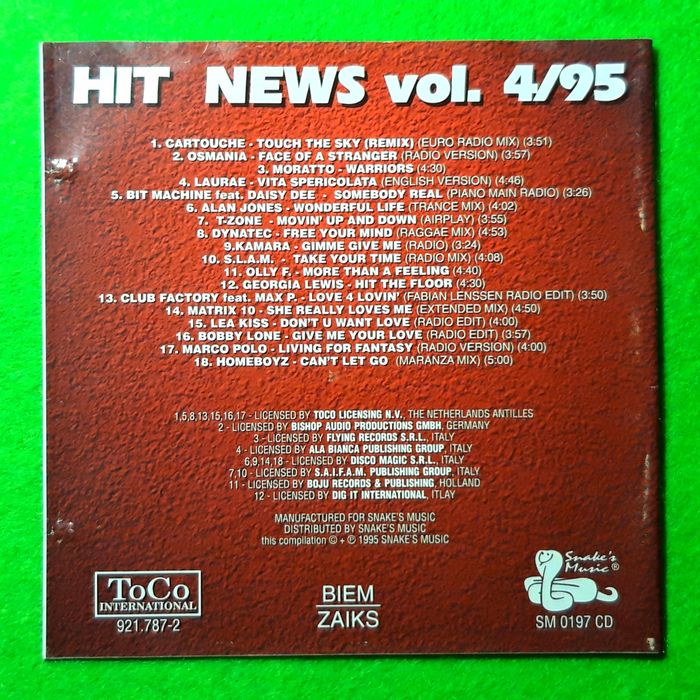 HIT NEWS vol. 4/95
1. CARTOUCHE - TOUCH THE SKY (REMIX) (EURO RADIO MIX) (3:51)
2. OSMANIA - FACE OF A STRANGER (RADIO VERSION) (3:57)
3. MORATTO - WARRIORS (4:30)
4. LAURAE - VITA SPERICOLATA (ENGLISH VERSION) (4:46)
5. BIT MACHINE feat. DAISY DEE - SOMEBODY REAL (PIANO MAIN RADIO) (3:26)
6. ALAN JONES - WONDERFUL LIFE (TRANCE MIX) (4:02)
7. T-ZONE - MOVIN' UP AND DOWN (AIRPLAY) (3:55)
8. DYNATEC - FREE YOUR MIND (RAGGAE MIX) (4:53)
9.KAMARA - GIMME GIVE ME (RADIO) (3:24)
10. S.L.A.M. - TAKE YOUR TIME (RADIO MIX) (4:08)
11. OLLY F. - MORE THAN A FEELING (4:40)
12. GEORGIA LEWIS - HIT THE FLOOR (4:30)
13. CLUB FACTORY feat. MAX P. - LOVE 4 LOVIN' (FABIAN LENSSEN RADIO EDIT) (3:50)
14. MATRIX 10 - SHE REALLY LOVES ME (EXTENDED MIX) (4:50)
15. LEA KISS - DON'T U WANT LOVE (RADIO EDIT) (4:00)
16. BOBBY LONE - GIVE ME YOUR LOVE (RADIO EDIT) (3:57)
17. MARCO POLO - LIVING FOR FANTASY (RADIO VERSION) (4:00)
18. HOMEBOYZ - CAN'T LET GO (MARANZA MIX) (5:00)
1,5,8,13,15,16,17 - LICENSED BY TOCO LICENSING N.V., THE NETHERLANDS ANTILLES
2 - LICENSED BY BISHOP AUDIO PRODUCTIONS GMBH, GERMANY
3 - LICENSED BY FLYING RECORDS S.R.L., ITALY
4 - LICENSED BY ALA BIANCA PUBLISHING GROUP, ITALY
6,9,14,18 - LICENSED BY DISCO MAGIC S.R.L., ITALY
7,10 - LICENSED BY S.A.I.F.A.M. PUBLISHING GROUP, ITALY
11 - LICENSED BY BOJU RECORDS & PUBLISHING, HOLLAND
12 - LICENSED BY DIG IT INTERNATIONAL, ITLAY
MANUFACTURED FOR SNAKE'S MUSIC
DISTRIBUTED BY SNAKE'S MUSIC
this compilation © + ℗ 1995 SNAKE'S MUSIC
ToCo
INTERNATIONAL
921.787-2
BIEM
ZAIKS
Snake's
Music ®
SM 0197 CD